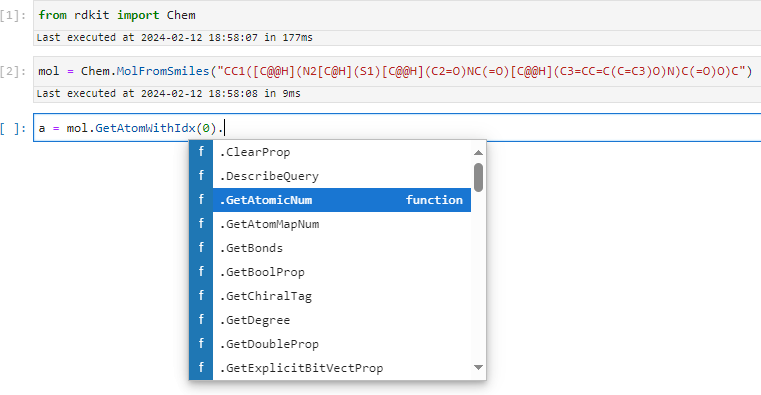 [1]: from rdkit import Chem
Last executed at 2024-02-12 18:58:07 in 177ms
[2]: mol = Chem.MolFromSmiles("CC1([C@@H](N2[C@H](S1)[C@@H](C2=O)NC(=O)[C@@H](C3=CC=C(C=C3)O)N)C(=O)O)C")
Last executed at 2024-02-12 18:58:08 in 9ms
[ ]: a = mol.GetAtomWithIdx(0).
f .ClearProp
f .DescribeQuery
f .GetAtomicNum function
f .GetAtomMapNum
f .GetBonds
f .GetBoolProp
f .GetChiralTag
f .GetDegree
f .GetDoubleProp
f .GetExplicitBitVectProp